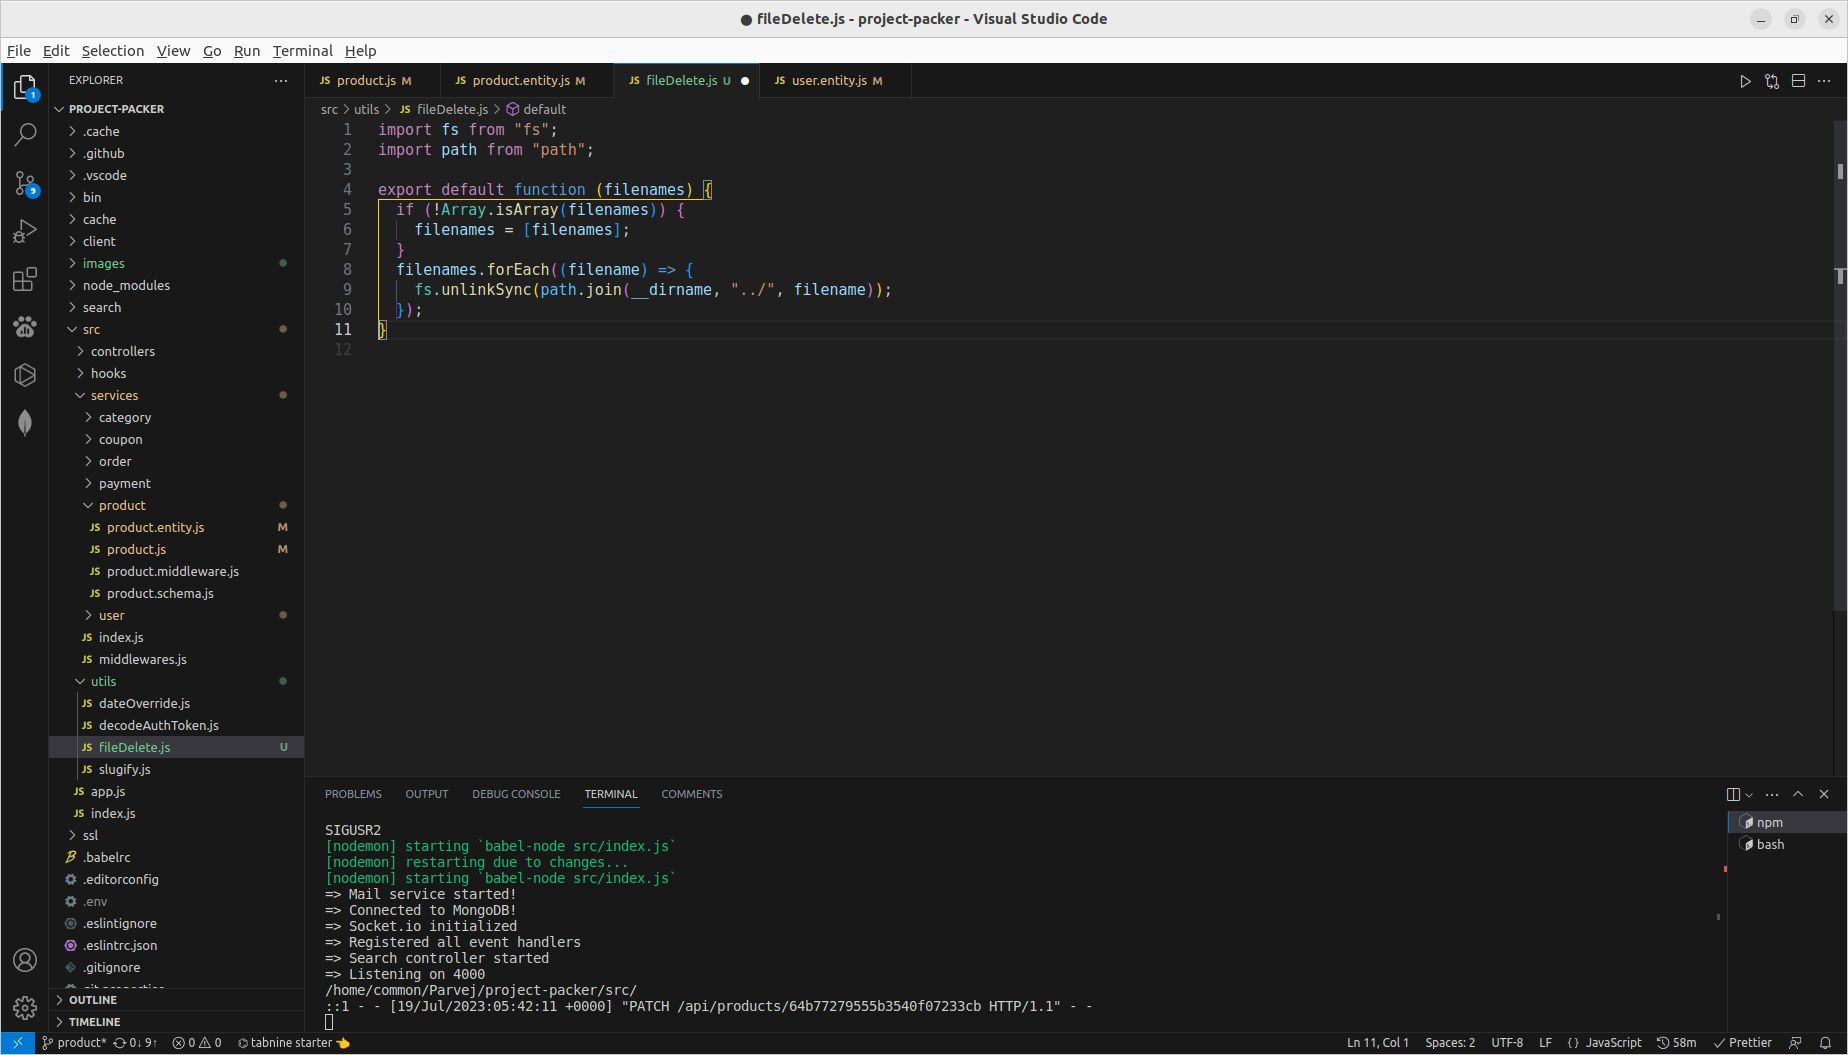 fileDelete.js - project-packer - Visual Studio Code
File Edit Selection View Go Run Terminal Help
EXPLORER
PROJECT-PACKER
.cache
.github
.vscode
bin
cache
client
images
node_modules
search
src
controllers
hooks
services
category
coupon
order
payment
product
JS product.entity.js M
JS product.js M
JS product.middleware.js
JS product.schema.js
user
JS index.js
JS middlewares.js
utils
JS dateOverride.js
JS decodeAuthToken.js
JS fileDelete.js U
JS slugify.js
JS app.js
JS index.js
ssl
.babelrc
.editorconfig
.env
.eslintignore
.eslintrc.json
.gitignore
OUTLINE
TIMELINE
JS product.js M JS product.entity.js M JS fileDelete.js U JS user.entity.js M
src > utils > JS fileDelete.js > default
1 import fs from "fs";
2 import path from "path";
3
4 export default function (filenames) {
5 if (!Array.isArray(filenames)) {
6 filenames = [filenames];
7 }
8 filenames.forEach((filename) => {
9 fs.unlinkSync(path.join(__dirname, "../", filename));
10 });
11 }
12
PROBLEMS OUTPUT DEBUG CONSOLE TERMINAL COMMENTS
SIGUSR2
[nodemon] starting `babel-node src/index.js`
[nodemon] restarting due to changes...
[nodemon] starting `babel-node src/index.js`
=> Mail service started!
=> Connected to MongoDB!
=> Socket.io initialized
=> Registered all event handlers
=> Search controller started
=> Listening on 4000
/home/common/Parvej/project-packer/src/
::1 - - [19/Jul/2023:05:42:11 +0000] "PATCH /api/products/64b77279555b3540f07233cb HTTP/1.1" - -
npm
bash
1
9
product* 0↓ 9↑ 0 0 tabnine starter Ln 11, Col 1 Spaces: 2 UTF-8 LF {} JavaScript 58m Prettier